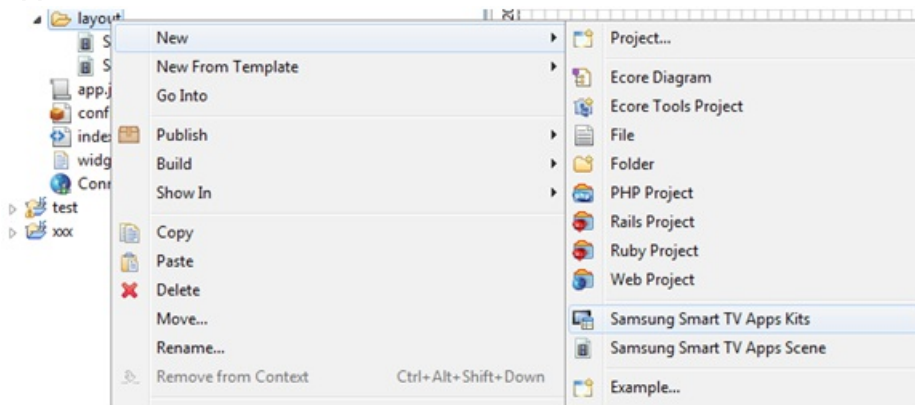 layout
New
Project...
S
New From Template
S
Ecore Diagram
app.j
Go Into
Ecore Tools Project
conf
File
index
Publish
Folder
widg
Build
PHP Project
Conn
Show In
Rails Project
test
xxx
Copy
Ruby Project
Paste
Web Project
Delete
Move...
Samsung Smart TV Apps Kits
Rename...
Samsung Smart TV Apps Scene
Remove from Context Ctrl+Alt+Shift+Down
Example...